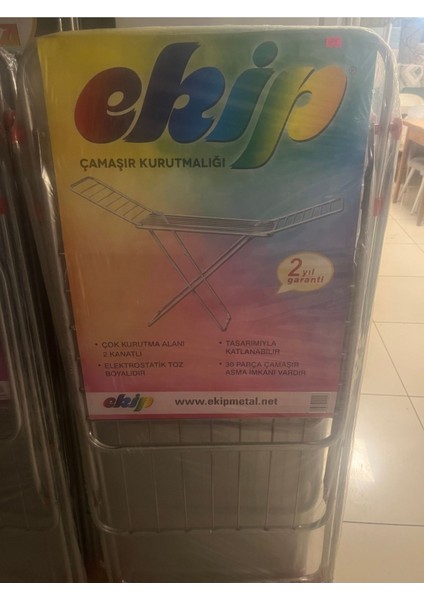 ekip
ÇAMAŞIR KURUTMALIĞI
2 yıl
garanti
• ÇOK KURUTMA ALANI
2 KANATLI
• ELEKTROSTATİK TOZ
BOYALIDIR
• TASARIMIYLA
KATLANABİLİR
• 30 PARÇA ÇAMAŞIR
ASMA İMKANI VARDIR
ekip
www.ekipmetal.net